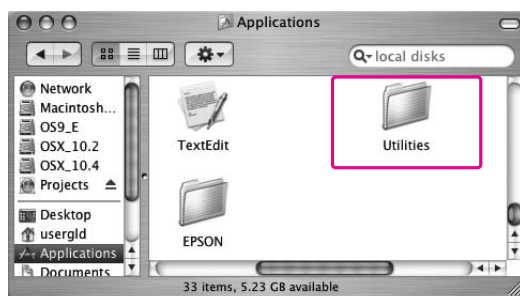 Applications
local disks
Network
Macintosh...
OS9_E
OSX_10.2
OSX_10.4
Projects
Desktop
usergld
Applications
Documents
TextEdit
Utilities
EPSON
33 items, 5.23 GB available